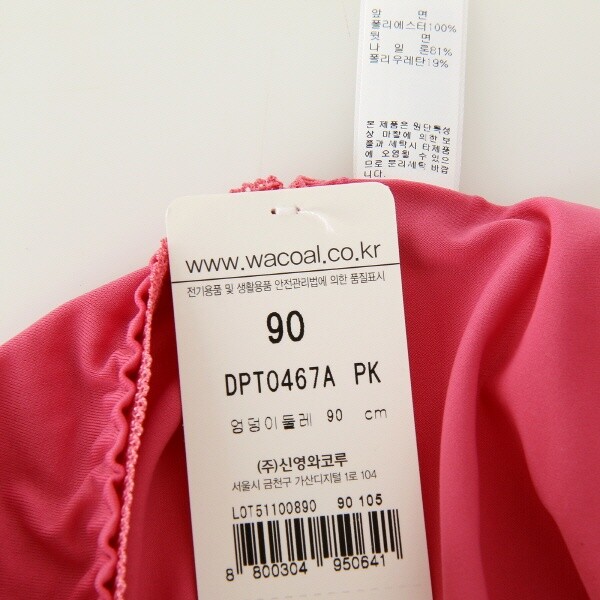 앞 면
폴리에스터100%
뒷 면
나 일 론81%
폴리우레탄19%
본 제품은 원단특성
상 마찰에 의한 보
풀과 세탁시 타제품
에 오염될 수 있으
므로 분리세탁 바랍
니다.
www.wacoal.co.kr
전기용품 및 생활용품 안전관리법에 의한 품질표시
90
DPT0467A PK
엉덩이둘레 90 cm
(주)신영와코루
서울시 금천구 가산디지털 1로 104
LOT51100890 90 105
8 800304 950641